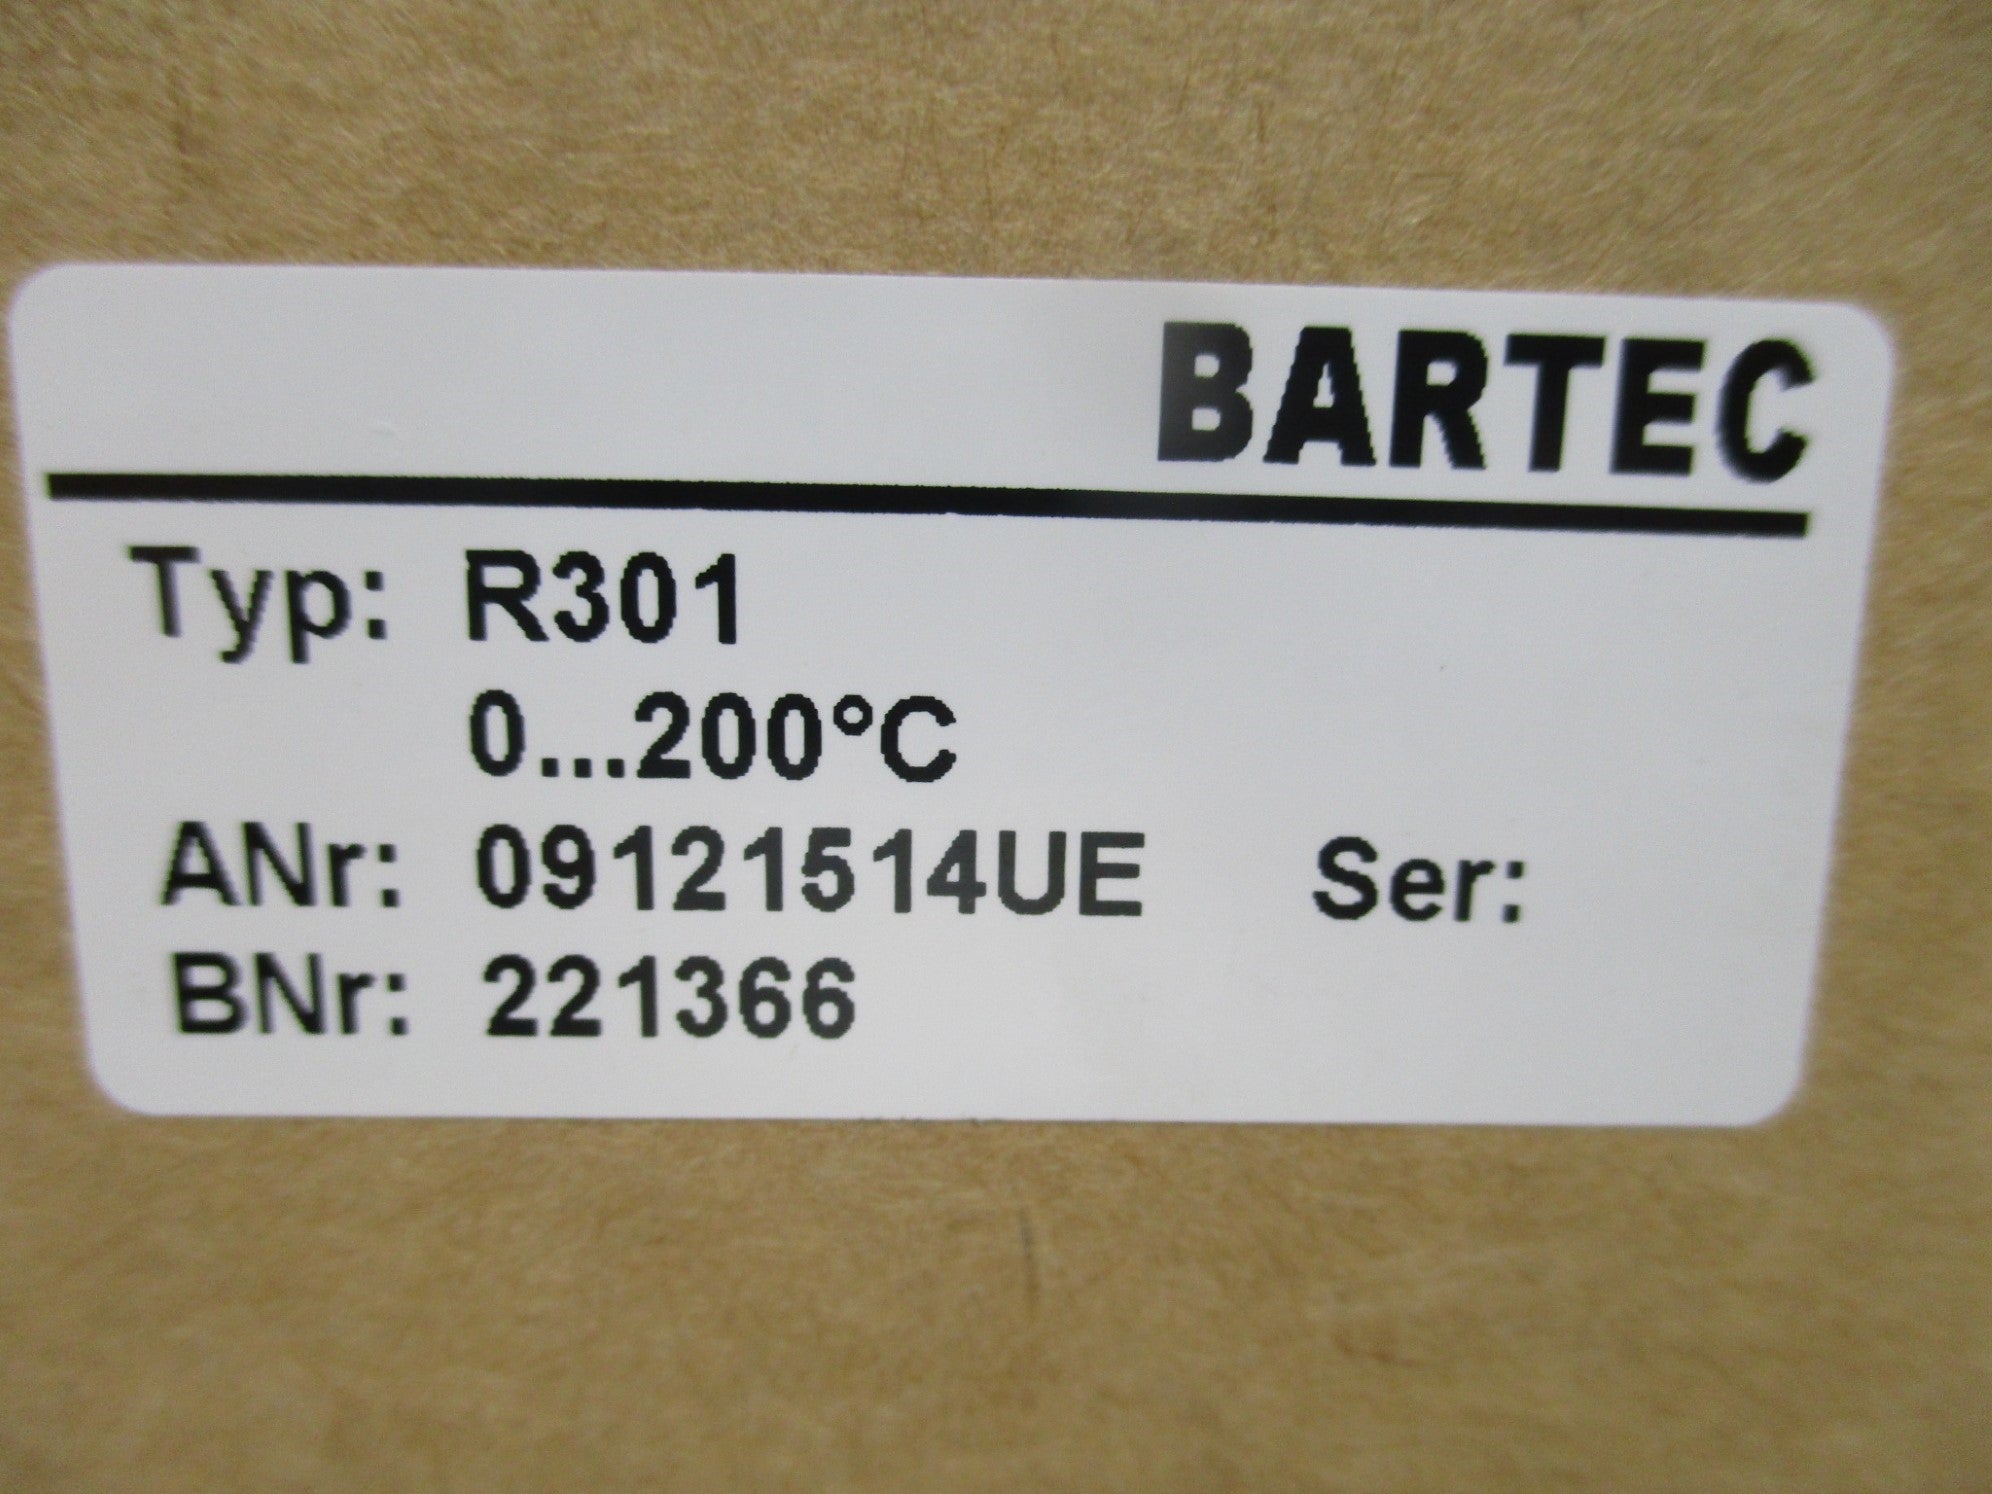 BARTEC
Typ: R301
0...200°C
ANr: 09121514UE Ser:
BNr: 221366